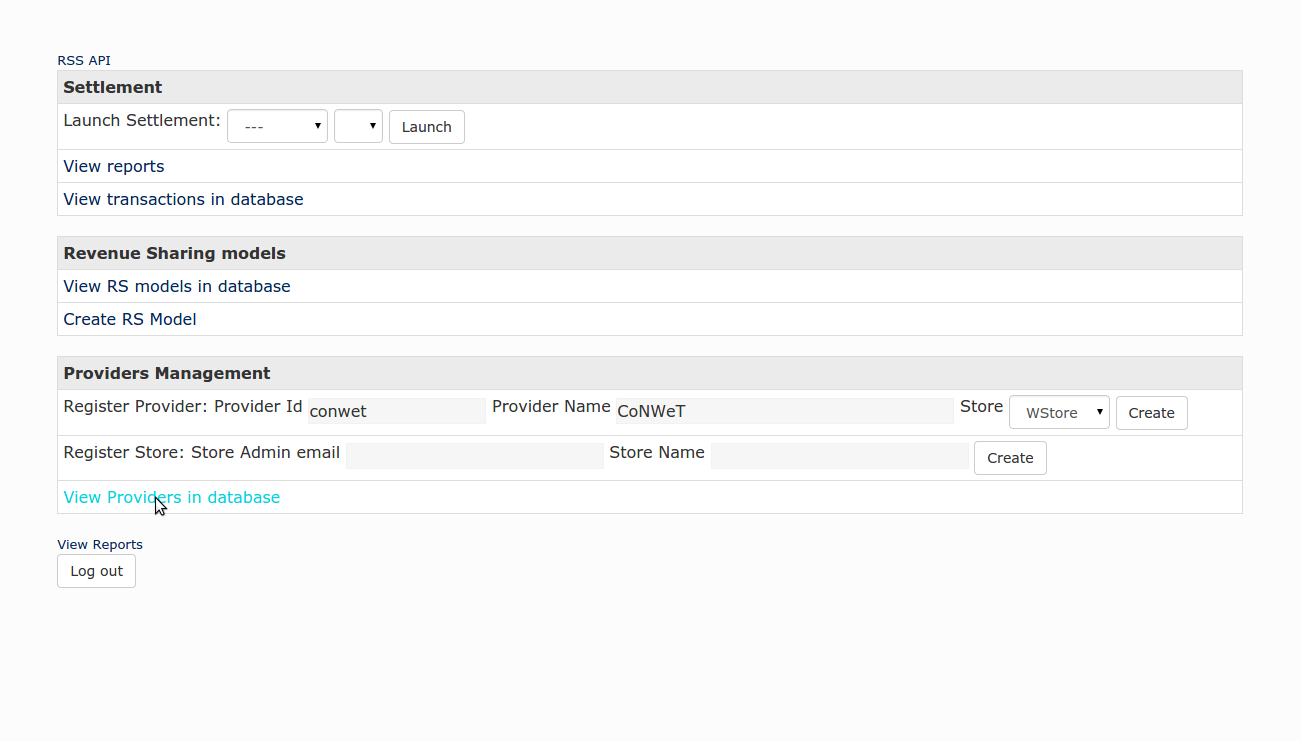 RSS API
Settlement
Launch Settlement: --- Launch
View reports
View transactions in database
Revenue Sharing models
View RS models in database
Create RS Model
Providers Management
Register Provider: Provider Id conwet Provider Name CoNWeT Store WStore Create
Register Store: Store Admin email Store Name Create
View Providers in database
View Reports
Log out